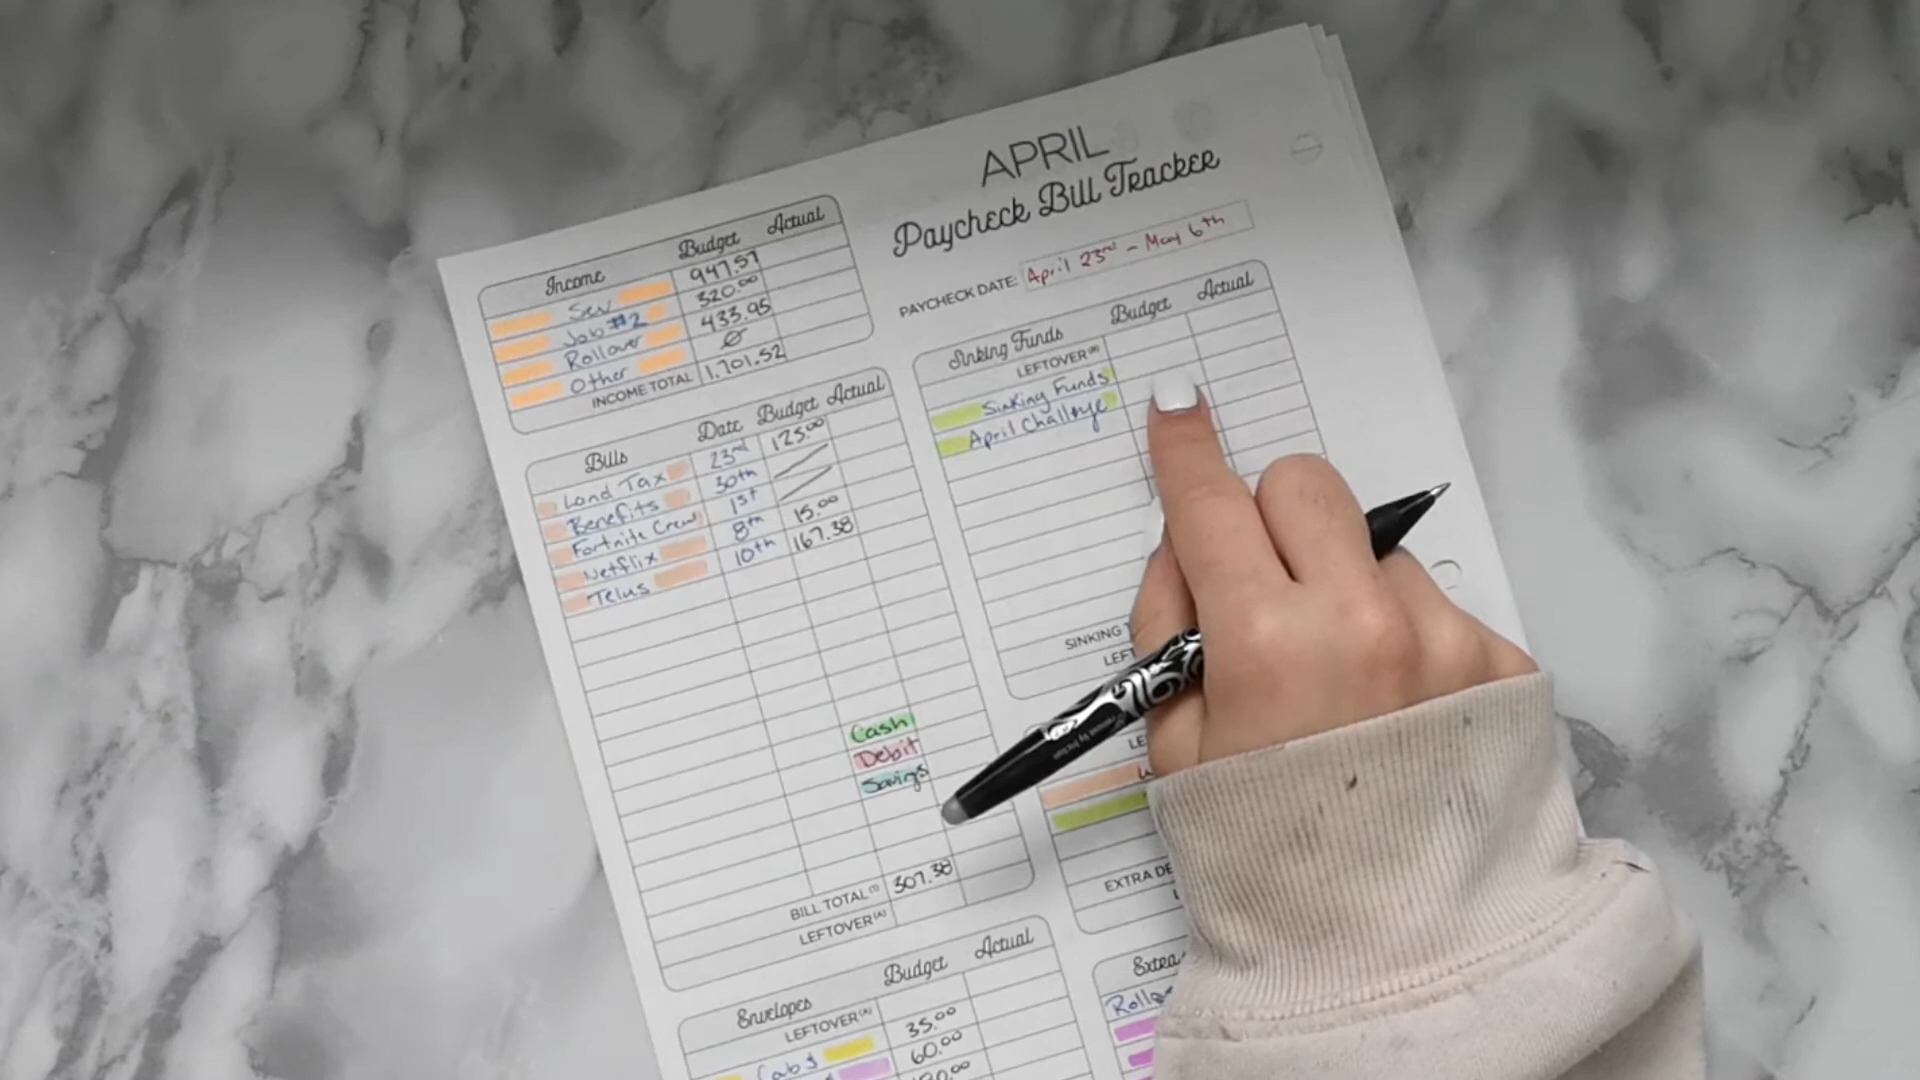 APRIL
Paycheck Bill Tracker
PAYCHECK DATE: April 23rd - May 6th
Income Budget Actual
947.57
Job #2 320.00
Rollover 433.95
Other Ø
INCOME TOTAL 1,701.52
Bills Date Budget Actual
Land Tax 23rd 125.00
Benefits 30th
Fortnite Crew 1st
Netflix 8th 15.00
Telus 10th 167.38
Cash
Debit
Savings
BILL TOTAL (1) 307.38
LEFTOVER (A)
Envelopes Budget Actual
LEFTOVER (A)
35.00
60.00
Sinking Funds Budget Actual
LEFTOVER
Sinking Funds
April Challenge
SINKING
EXTRA DE
Extra